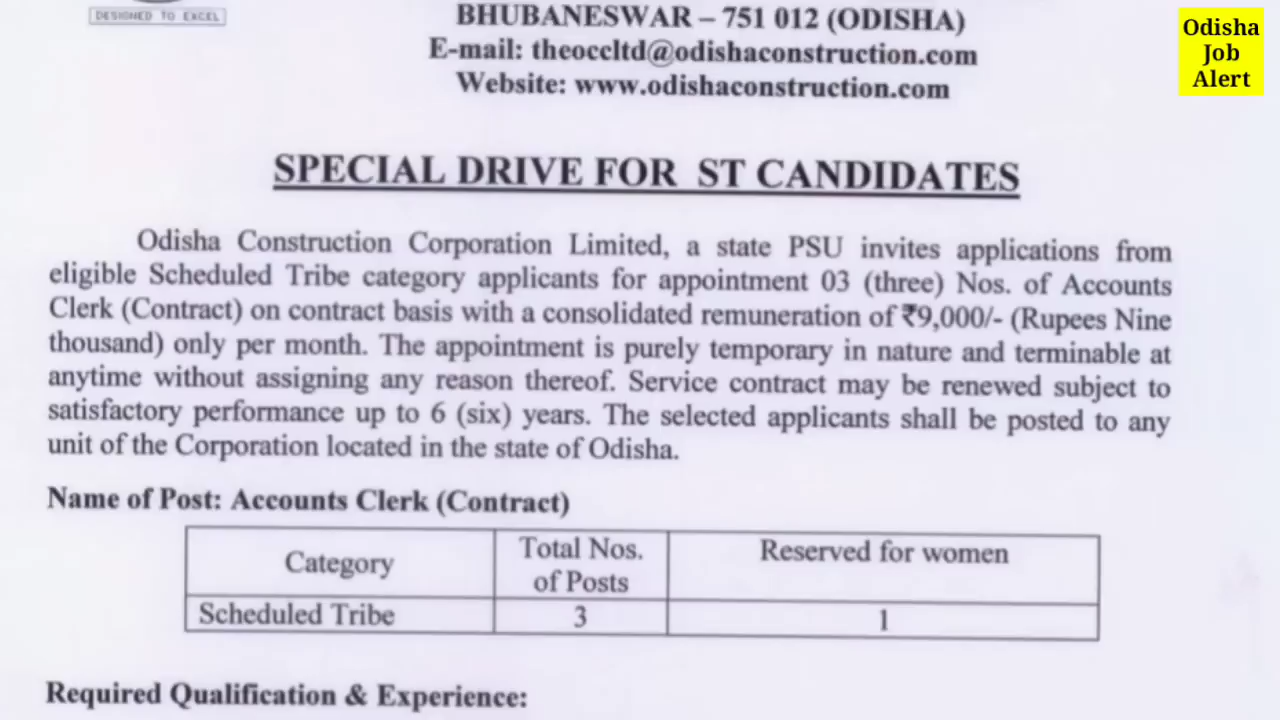 DESIGNED TO EXCEL
BHUBANESWAR – 751 012 (ODISHA)
E-mail: theoccltd@odishaconstruction.com
Website: www.odishaconstruction.com
Odisha
Job
Alert
SPECIAL DRIVE FOR ST CANDIDATES
Odisha Construction Corporation Limited, a state PSU invites applications from
eligible Scheduled Tribe category applicants for appointment 03 (three) Nos. of Accounts
Clerk (Contract) on contract basis with a consolidated remuneration of ₹9,000/- (Rupees Nine
thousand) only per month. The appointment is purely temporary in nature and terminable at
anytime without assigning any reason thereof. Service contract may be renewed subject to
satisfactory performance up to 6 (six) years. The selected applicants shall be posted to any
unit of the Corporation located in the state of Odisha.
Name of Post: Accounts Clerk (Contract)
Category Total Nos. of Posts Reserved for women
Scheduled Tribe 3 1
Required Qualification & Experience: